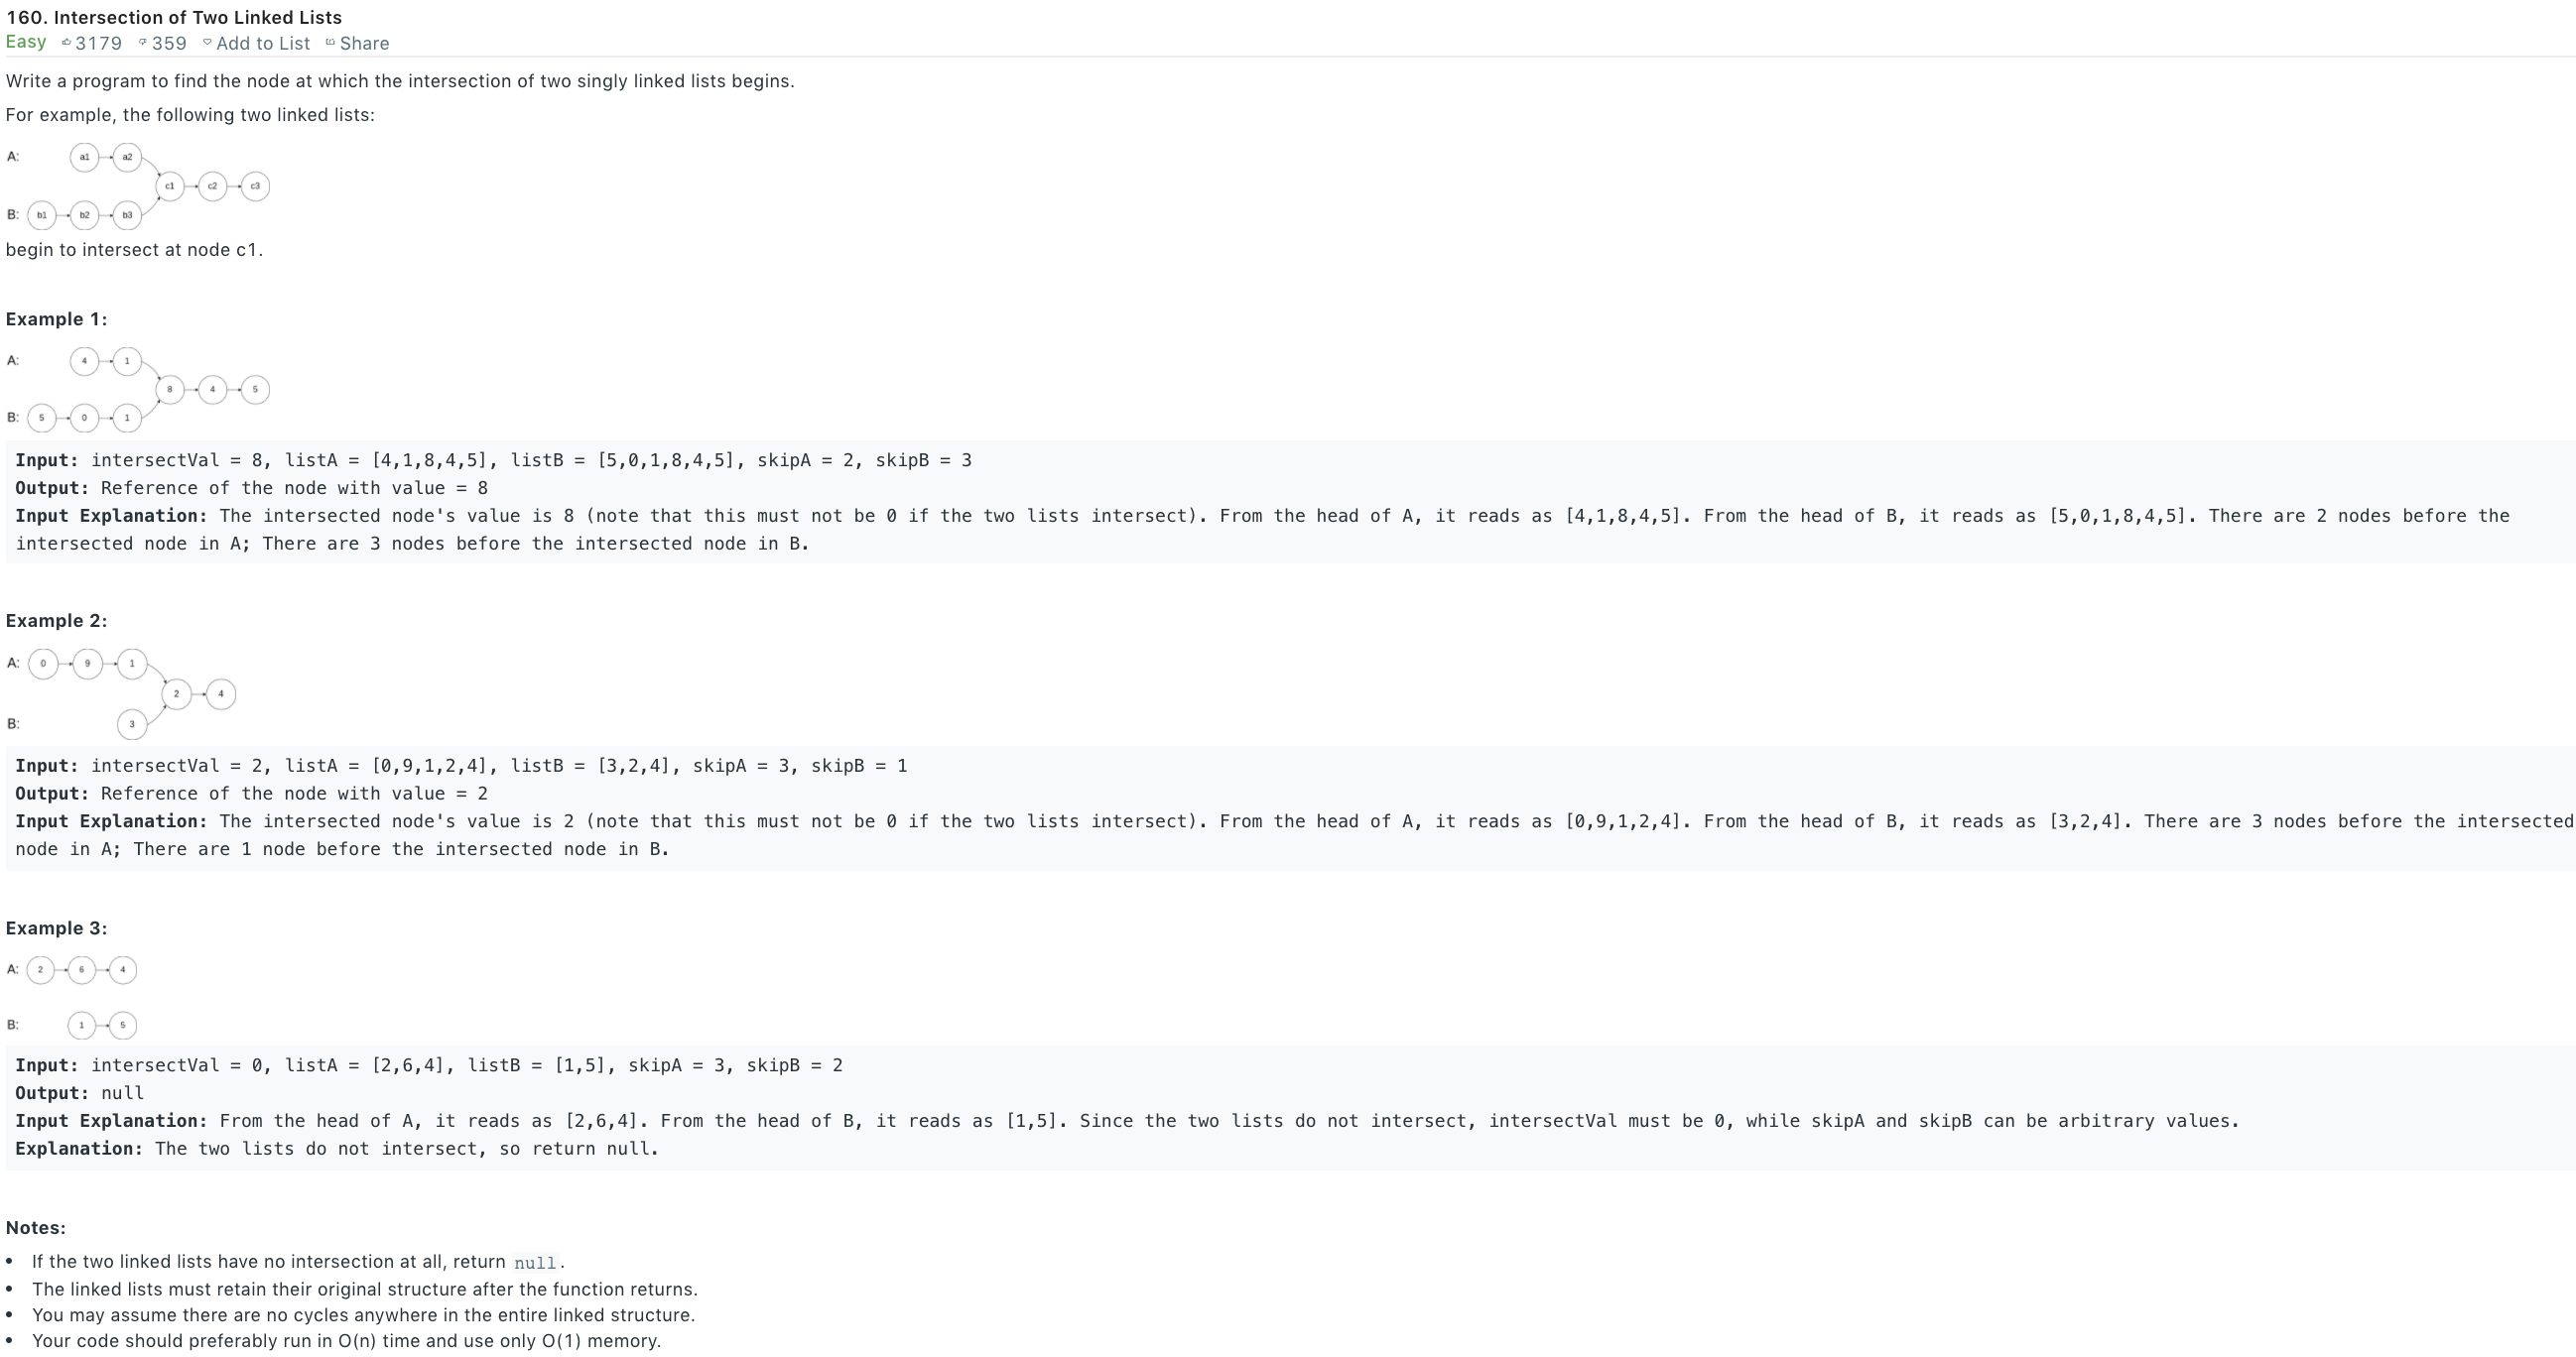 160. Intersection of Two Linked Lists
Easy 3179 359 Add to List Share
Write a program to find the node at which the intersection of two singly linked lists begins.
For example, the following two linked lists:
A: a1 a2
c1 c2 c3
B: b1 b2 b3
begin to intersect at node c1.
Example 1:
A: 4 1
8 4 5
B: 5 0 1
Input: intersectVal = 8, listA = [4,1,8,4,5], listB = [5,0,1,8,4,5], skipA = 2, skipB = 3
Output: Reference of the node with value = 8
Input Explanation: The intersected node's value is 8 (note that this must not be 0 if the two lists intersect). From the head of A, it reads as [4,1,8,4,5]. From the head of B, it reads as [5,0,1,8,4,5]. There are 2 nodes before the
intersected node in A; There are 3 nodes before the intersected node in B.
Example 2:
A: 0 9 1
2 4
B: 3
Input: intersectVal = 2, listA = [0,9,1,2,4], listB = [3,2,4], skipA = 3, skipB = 1
Output: Reference of the node with value = 2
Input Explanation: The intersected node's value is 2 (note that this must not be 0 if the two lists intersect). From the head of A, it reads as [0,9,1,2,4]. From the head of B, it reads as [3,2,4]. There are 3 nodes before the intersected
node in A; There are 1 node before the intersected node in B.
Example 3:
A: 2 6 4
B: 1 5
Input: intersectVal = 0, listA = [2,6,4], listB = [1,5], skipA = 3, skipB = 2
Output: null
Input Explanation: From the head of A, it reads as [2,6,4]. From the head of B, it reads as [1,5]. Since the two lists do not intersect, intersectVal must be 0, while skipA and skipB can be arbitrary values.
Explanation: The two lists do not intersect, so return null.
Notes:
• If the two linked lists have no intersection at all, return null.
• The linked lists must retain their original structure after the function returns.
• You may assume there are no cycles anywhere in the entire linked structure.
• Your code should preferably run in O(n) time and use only O(1) memory.